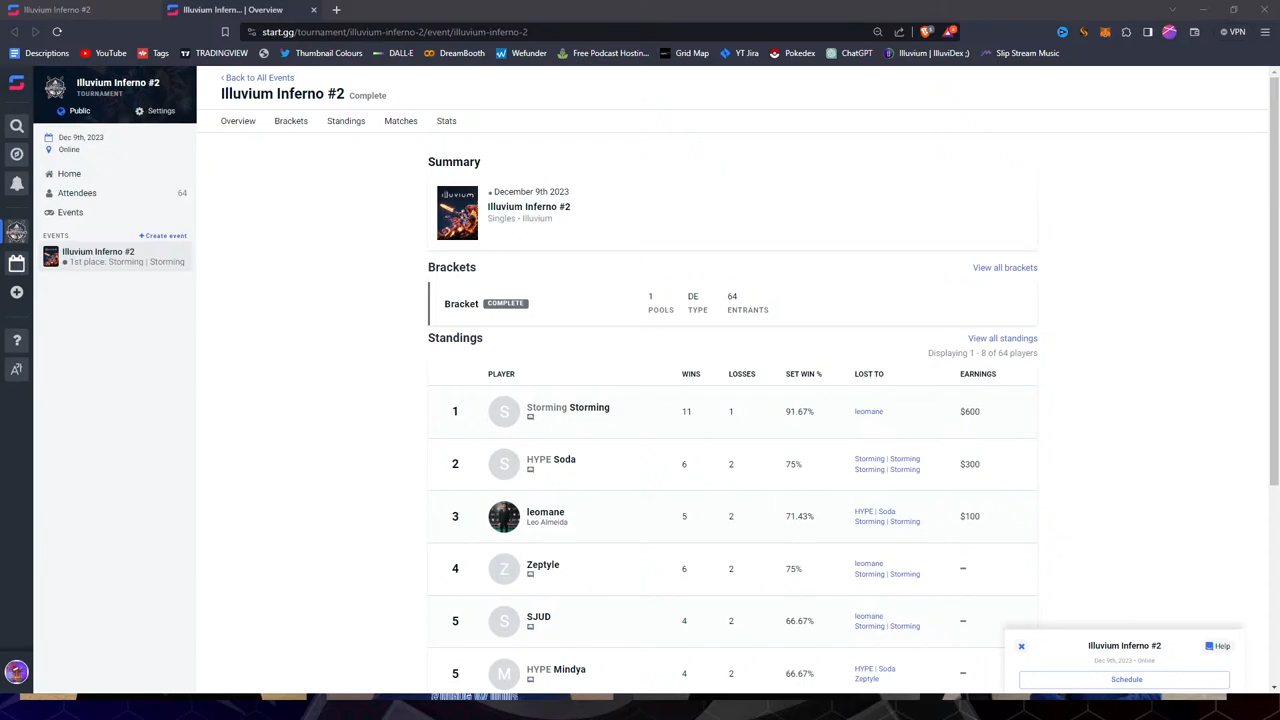 Illuvium Inferno #2
Illuvium Infern... | Overview
start.gg/tournament/illuvium-inferno-2/event/illuvium-inferno-2
VPN
Descriptions
YouTube
Tags
TRADINGVIEW
Thumbnail Colours
DALL-E
DreamBooth
Wefunder
Free Podcast Hostin...
Grid Map
YT Jira
Pokedex
ChatGPT
Illuvium | IlluviDex ;)
Slip Stream Music
Illuvium Inferno #2
TOURNAMENT
Public
Settings
Dec 9th, 2023
Online
Home
Attendees 64
Events
EVENTS
+ Create event
Illuvium Inferno #2
1st place: Storming | Storming
‹ Back to All Events
Illuvium Inferno #2 Complete
Overview
Brackets
Standings
Matches
Stats
Summary
illuvium
December 9th 2023
Illuvium Inferno #2
Singles - Illuvium
Brackets
View all brackets
Bracket COMPLETE
1 DE 64
POOLS TYPE ENTRANTS
Standings
View all standings
Displaying 1 - 8 of 64 players
PLAYER WINS LOSSES SET WIN % LOST TO EARNINGS
1 S Storming Storming 11 1 91.67% leomane $600
2 S HYPE Soda 6 2 75% Storming | Storming $300
Storming | Storming
3 leomane 5 2 71.43% HYPE | Soda $100
Leo Almeida Storming | Storming
4 Z Zeptyle 6 2 75% leomane –
Storming | Storming
5 S SJUD 4 2 66.67% leomane –
Storming | Storming
5 M HYPE Mindya 4 2 66.67% HYPE | Soda –
Zeptyle
Illuvium Inferno #2
Help
Dec 9th, 2023 • Online
Schedule